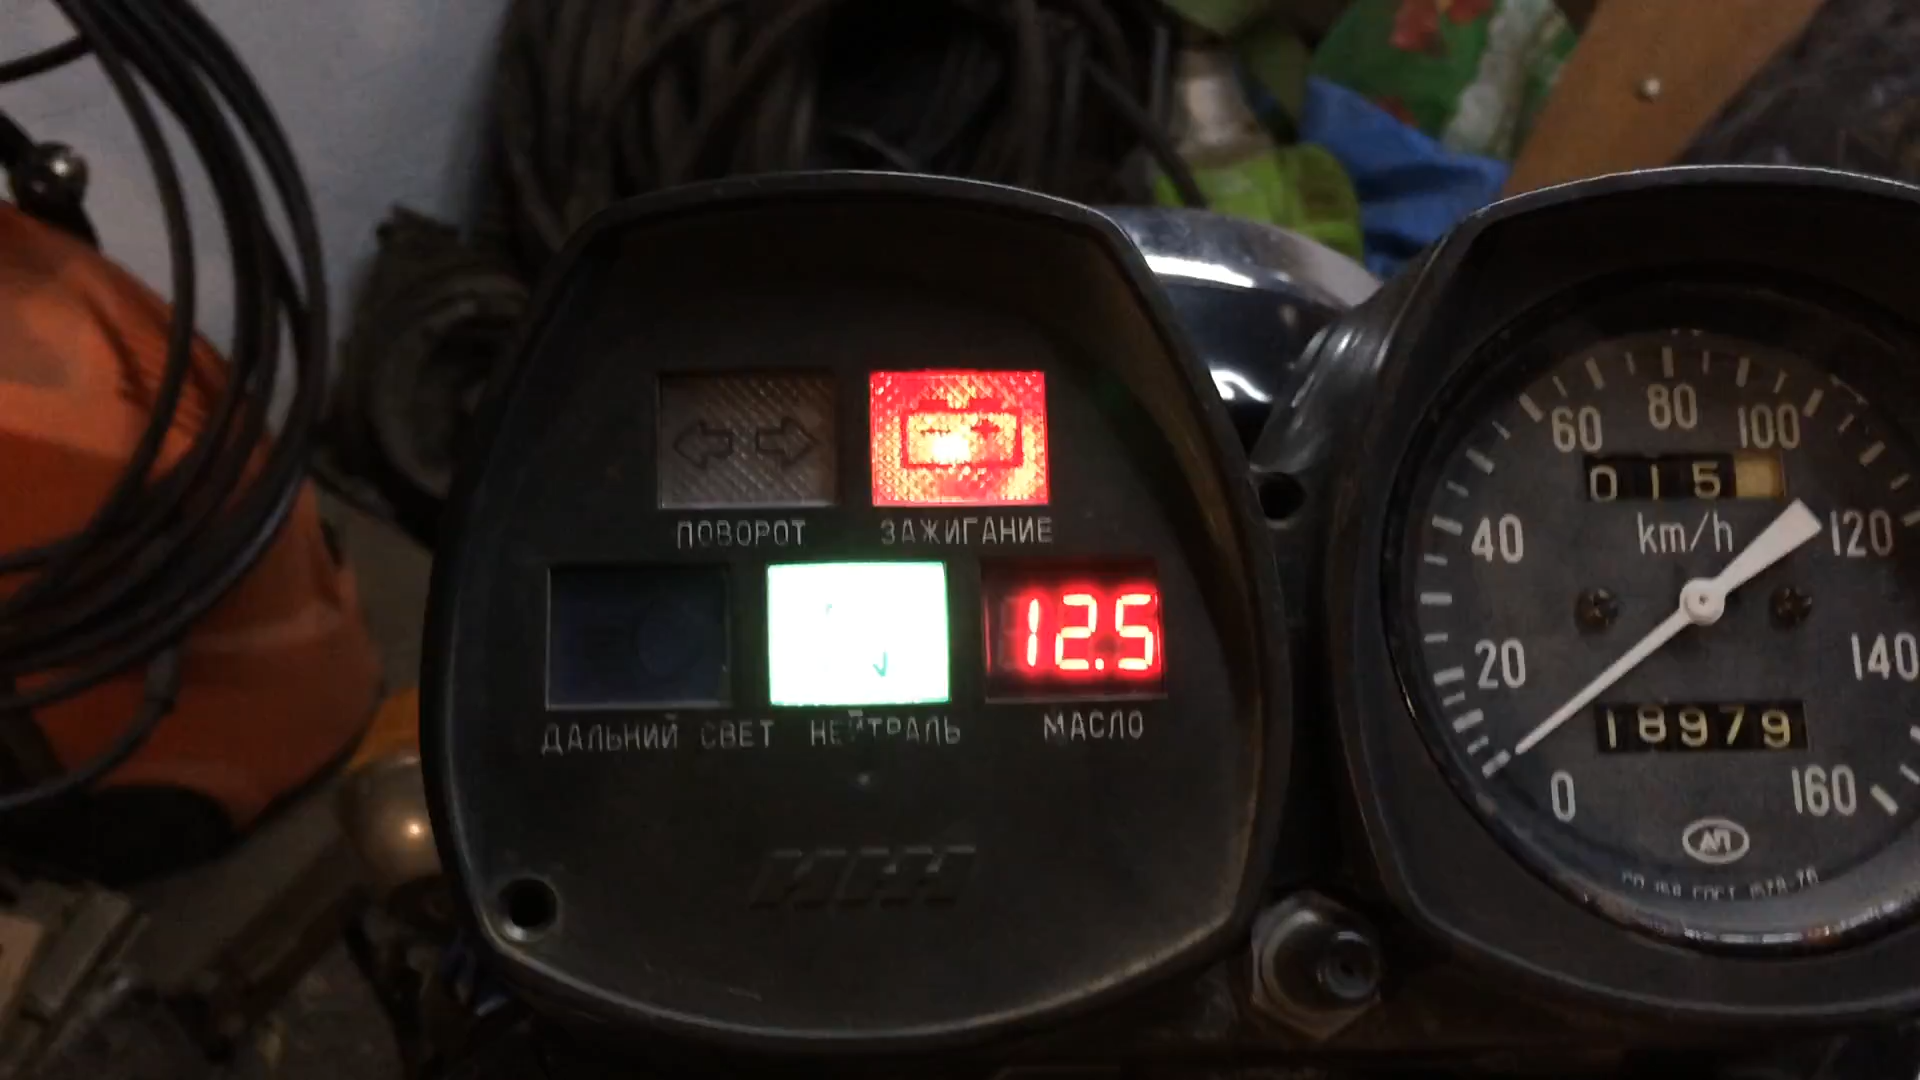 ПОВОРОТ ЗАЖИГАНИЕ
12.5
ДАЛЬНИЙ СВЕТ НЕЙТРАЛЬ МАСЛО
0 20 40 60 80 100 120 140 160
015
km/h
18979
АП